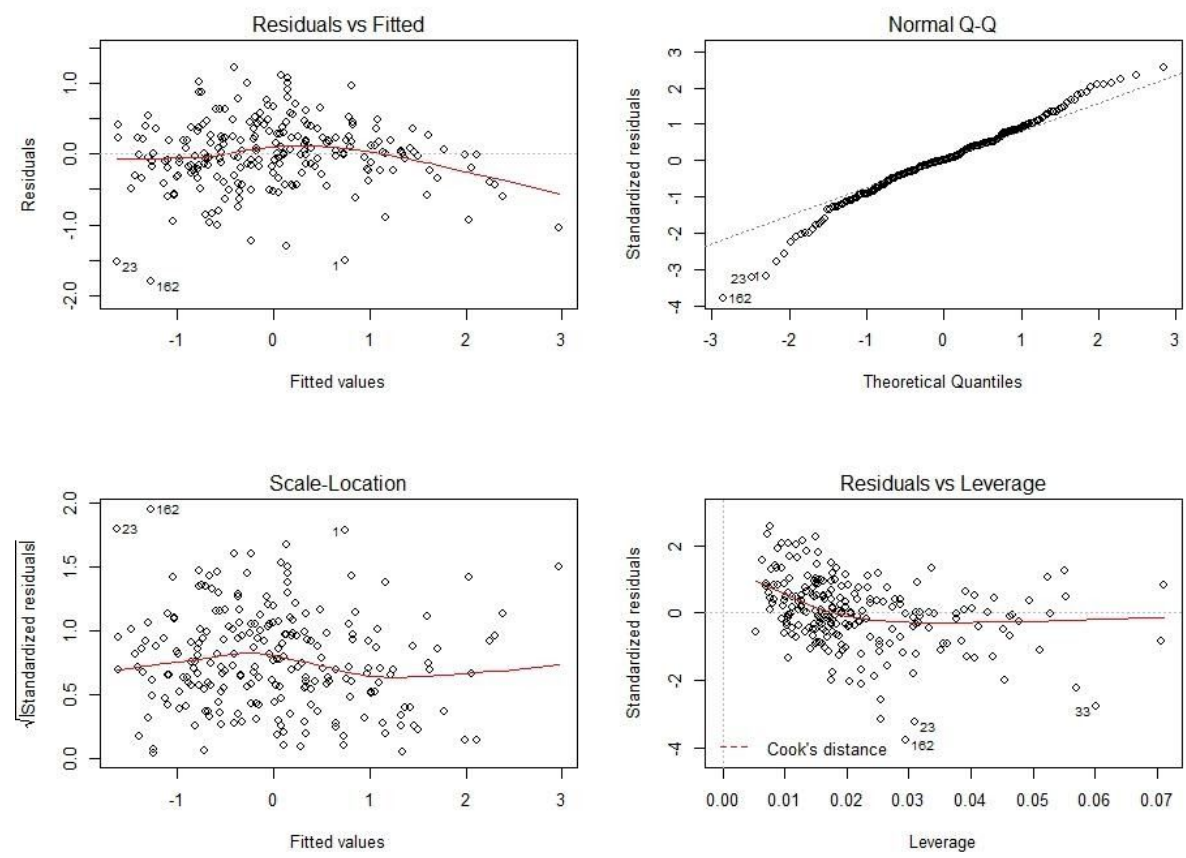 Residuals vs Fitted
Residuals
1.0
0.0
-1.0
-2.0
23
162
1
-1 0 1 2 3
Fitted values
Normal Q-Q
Standardized residuals
3
2
1
0
-1
-2
-3
-4
23 1
162
-3 -2 -1 0 1 2 3
Theoretical Quantiles
Scale-Location
√|Standardized residuals|
2.0
1.5
1.0
0.5
0.0
23
162
1
-1 0 1 2 3
Fitted values
Residuals vs Leverage
Standardized residuals
2
0
-2
-4
33
23
162
Cook's distance
0.00 0.01 0.02 0.03 0.04 0.05 0.06 0.07
Leverage